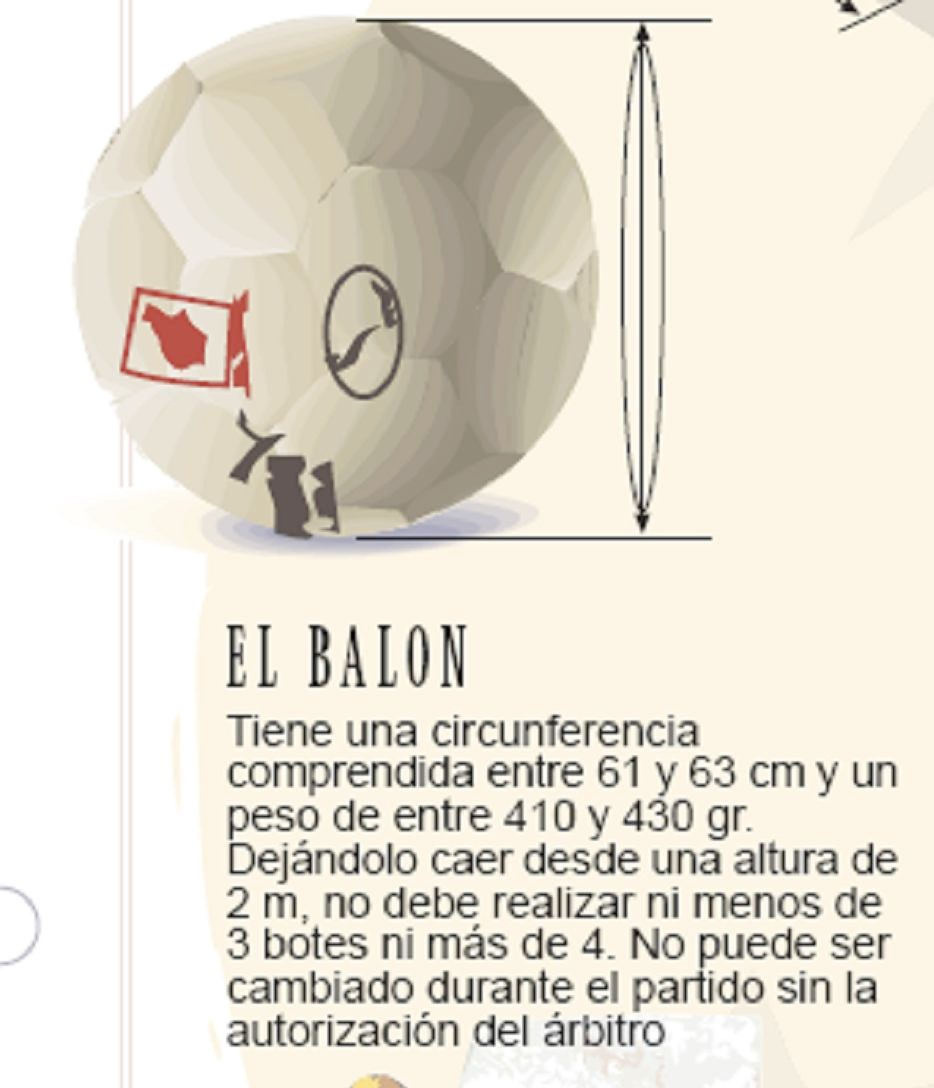 EL BALON
Tiene una circunferencia
comprendida entre 61 y 63 cm y un
peso de entre 410 y 430 gr.
Dejándolo caer desde una altura de
2 m, no debe realizar ni menos de
3 botes ni más de 4. No puede ser
cambiado durante el partido sin la
autorización del árbitro